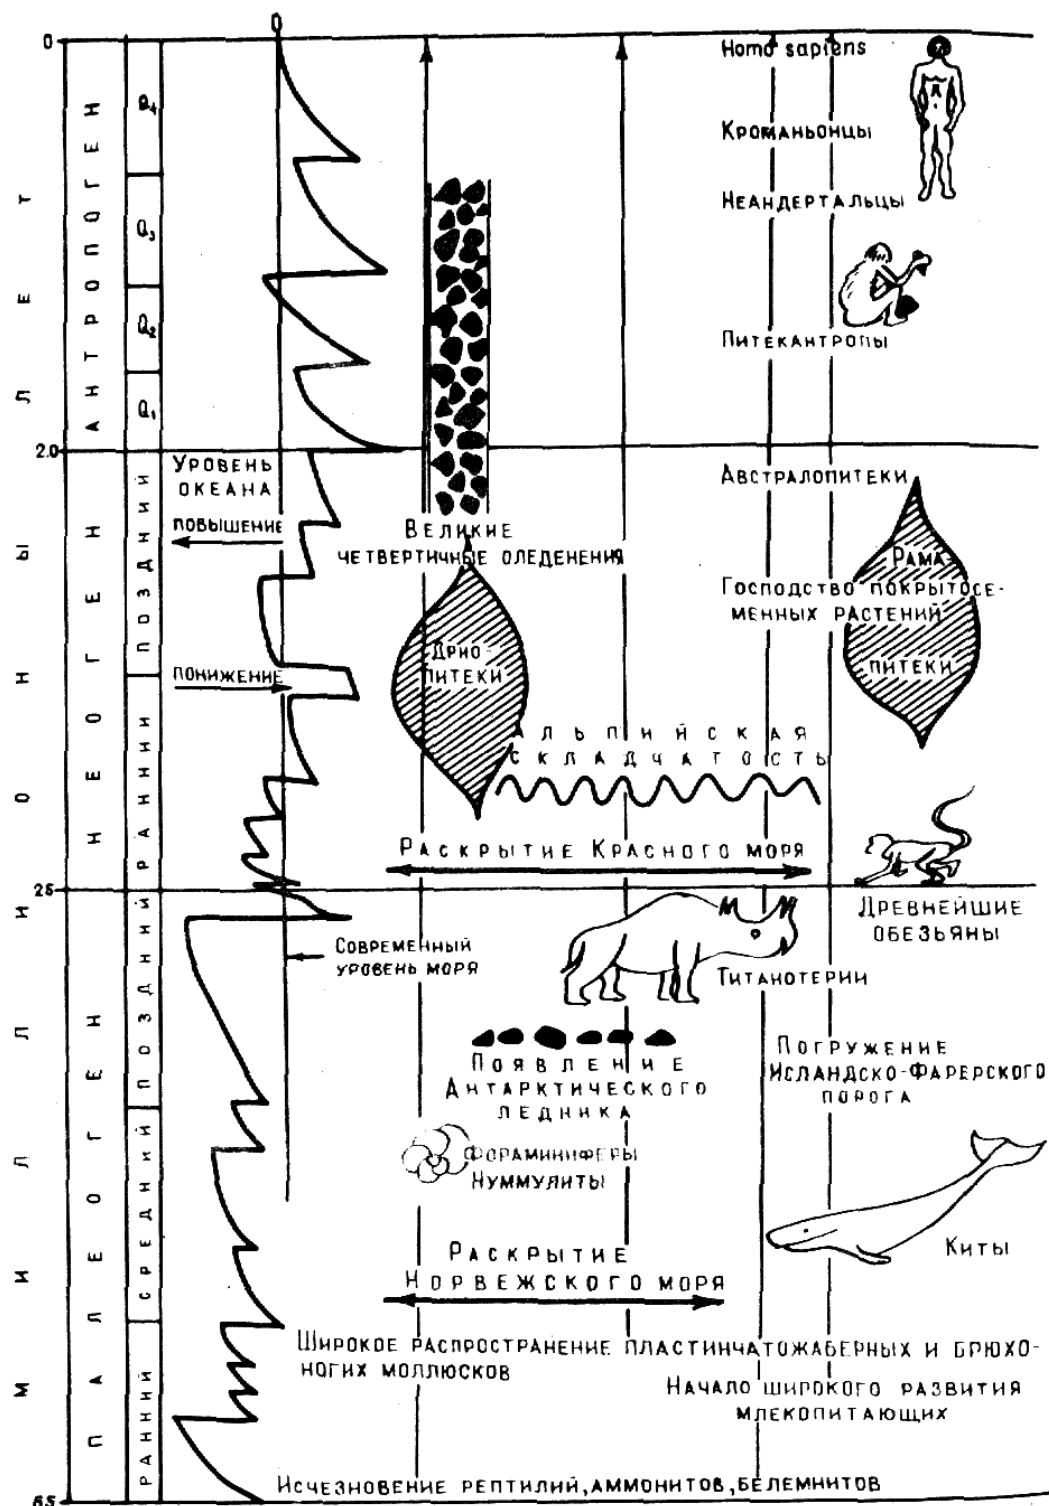 0
0
Homo sapiens
Кроманьонцы
Неандертальцы
Питекантропы
Q₄
Q₃
Q₂
Q₁
АНТРОПОГЕН
МИЛЛИОНЫ ЛЕТ
2.0
Уровень
океана
повышение
Великие
четвертичные оледенения
Австралопитеки
Рама
питеки
Господство покрытосе-
менных растений
Дрио-
питеки
понижение
Альпийская
складчатость
Раскрытие Красного моря
НЕОГЕН
ПОЗДНИЙ
РАННИЙ
25
Древнейшие
обезьяны
Современный
уровень моря
Титанотерии
Появление
Антарктического
ледника
Погружение
Исландско-Фарерского
порога
Фораминиферы
Нуммулиты
Киты
Раскрытие
Норвежского моря
Широкое распространение пластинчатожаберных и брюхо-
ногих моллюсков
Начало широкого развития
млекопитающих
Исчезновение рептилий, аммонитов, белемнитов
ПАЛЕОГЕН
ПОЗДНИЙ
СРЕДНИЙ
РАННИЙ
65